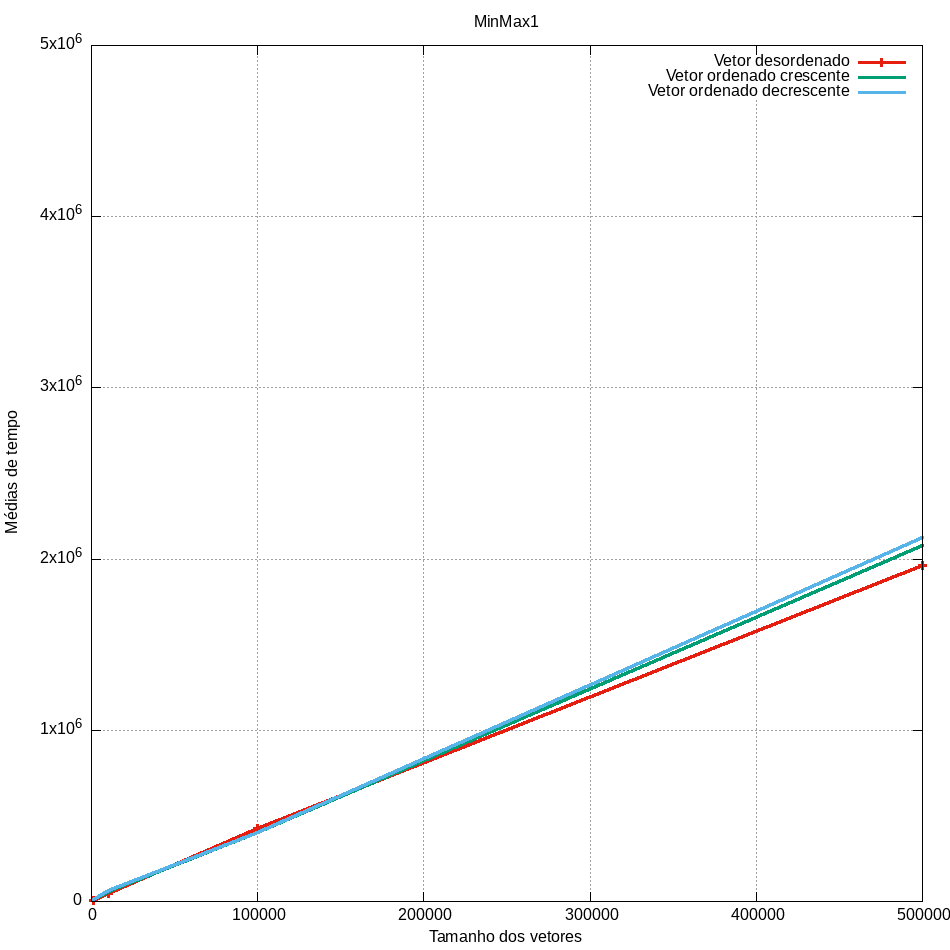 MinMax1
5x10^6
4x10^6
3x10^6
2x10^6
1x10^6
0
Vetor desordenado
Vetor ordenado crescente
Vetor ordenado decrescente
Médias de tempo
0 100000 200000 300000 400000 500000
Tamanho dos vetores